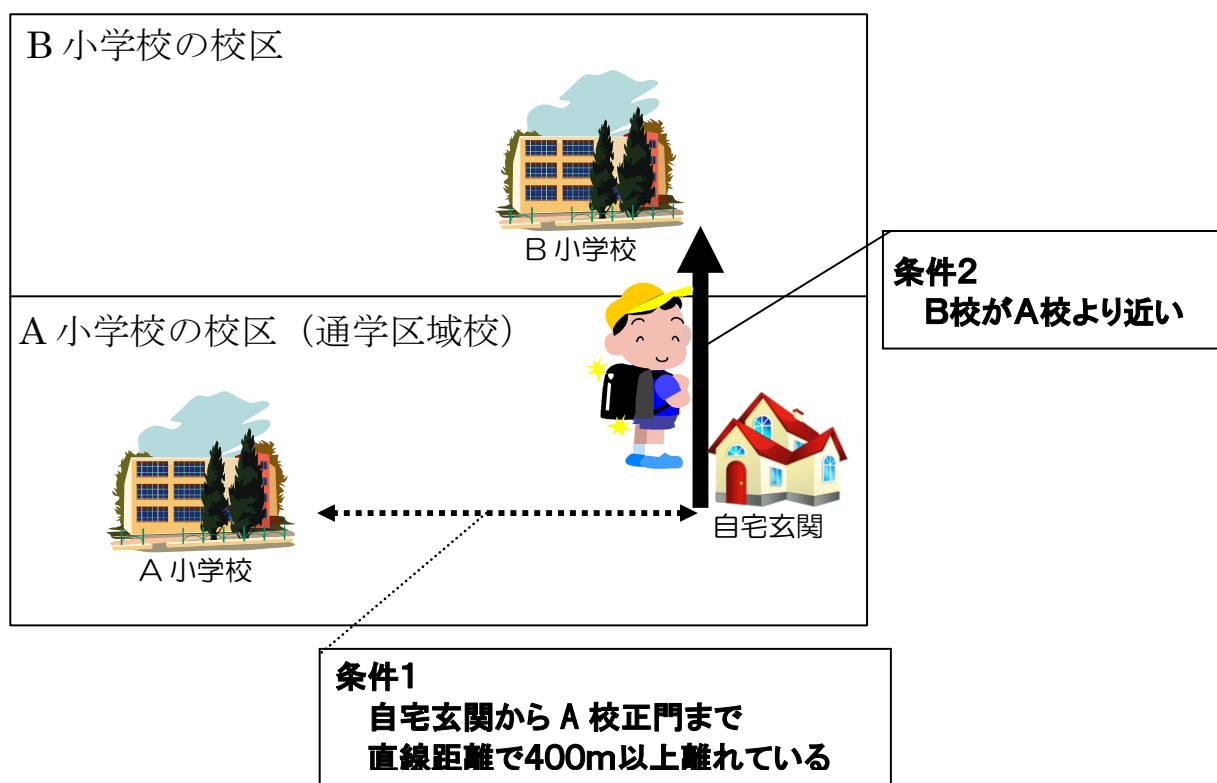 B 小学校の校区
B 小学校
条件2
B校がA校より近い
A 小学校の校区（通学区域校）
自宅玄関
A 小学校
条件1
自宅玄関から A 校正門まで
直線距離で400m以上離れている